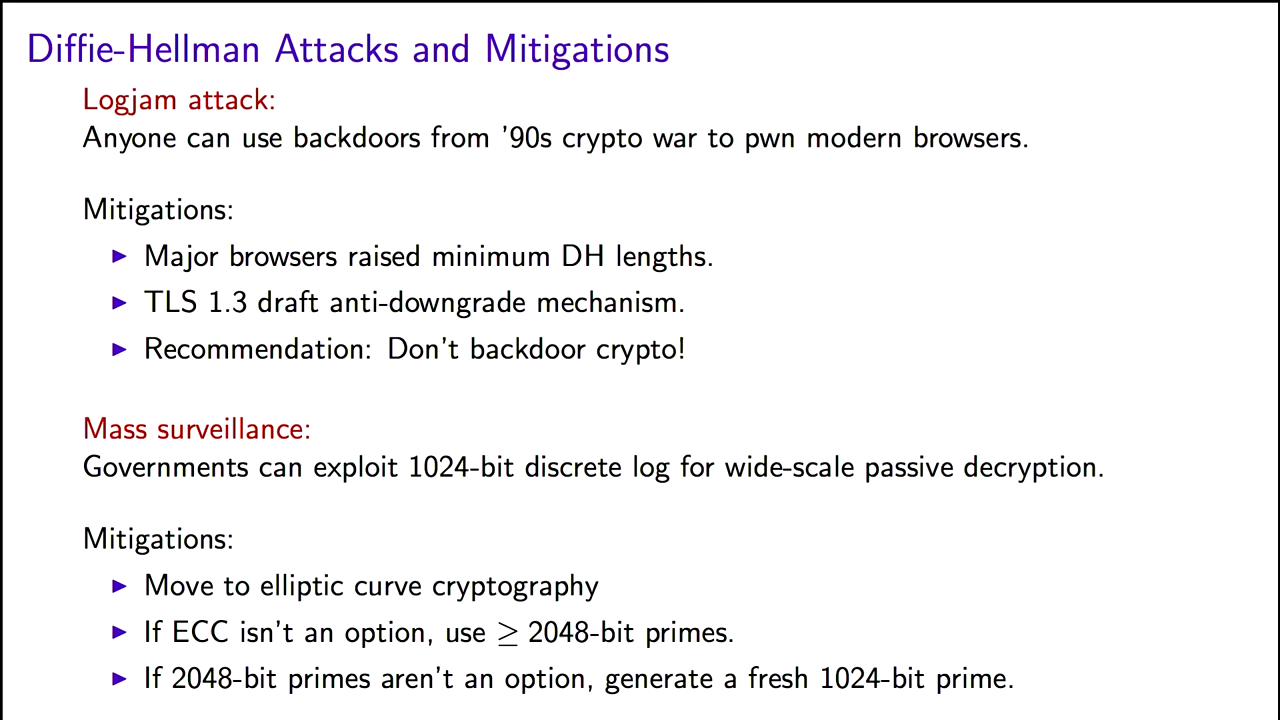 Diffie-Hellman Attacks and Mitigations
Logjam attack:
Anyone can use backdoors from '90s crypto war to pwn modern browsers.
Mitigations:
▶ Major browsers raised minimum DH lengths.
▶ TLS 1.3 draft anti-downgrade mechanism.
▶ Recommendation: Don't backdoor crypto!
Mass surveillance:
Governments can exploit 1024-bit discrete log for wide-scale passive decryption.
Mitigations:
▶ Move to elliptic curve cryptography
▶ If ECC isn't an option, use ≥ 2048-bit primes.
▶ If 2048-bit primes aren't an option, generate a fresh 1024-bit prime.